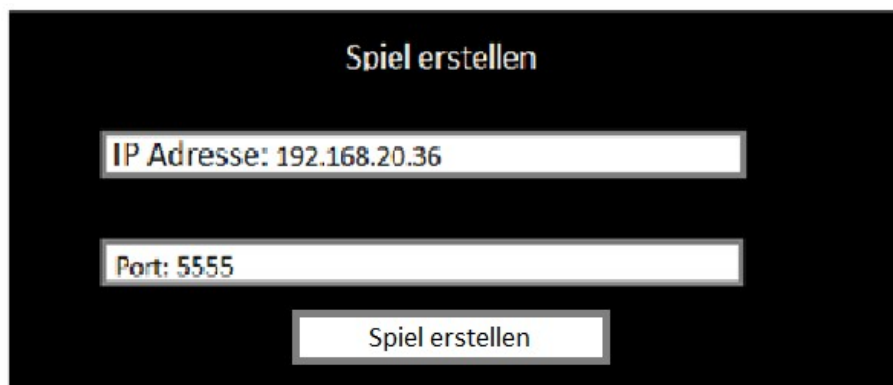 Spiel erstellen
IP Adresse: 192.168.20.36
Port: 5555
Spiel erstellen